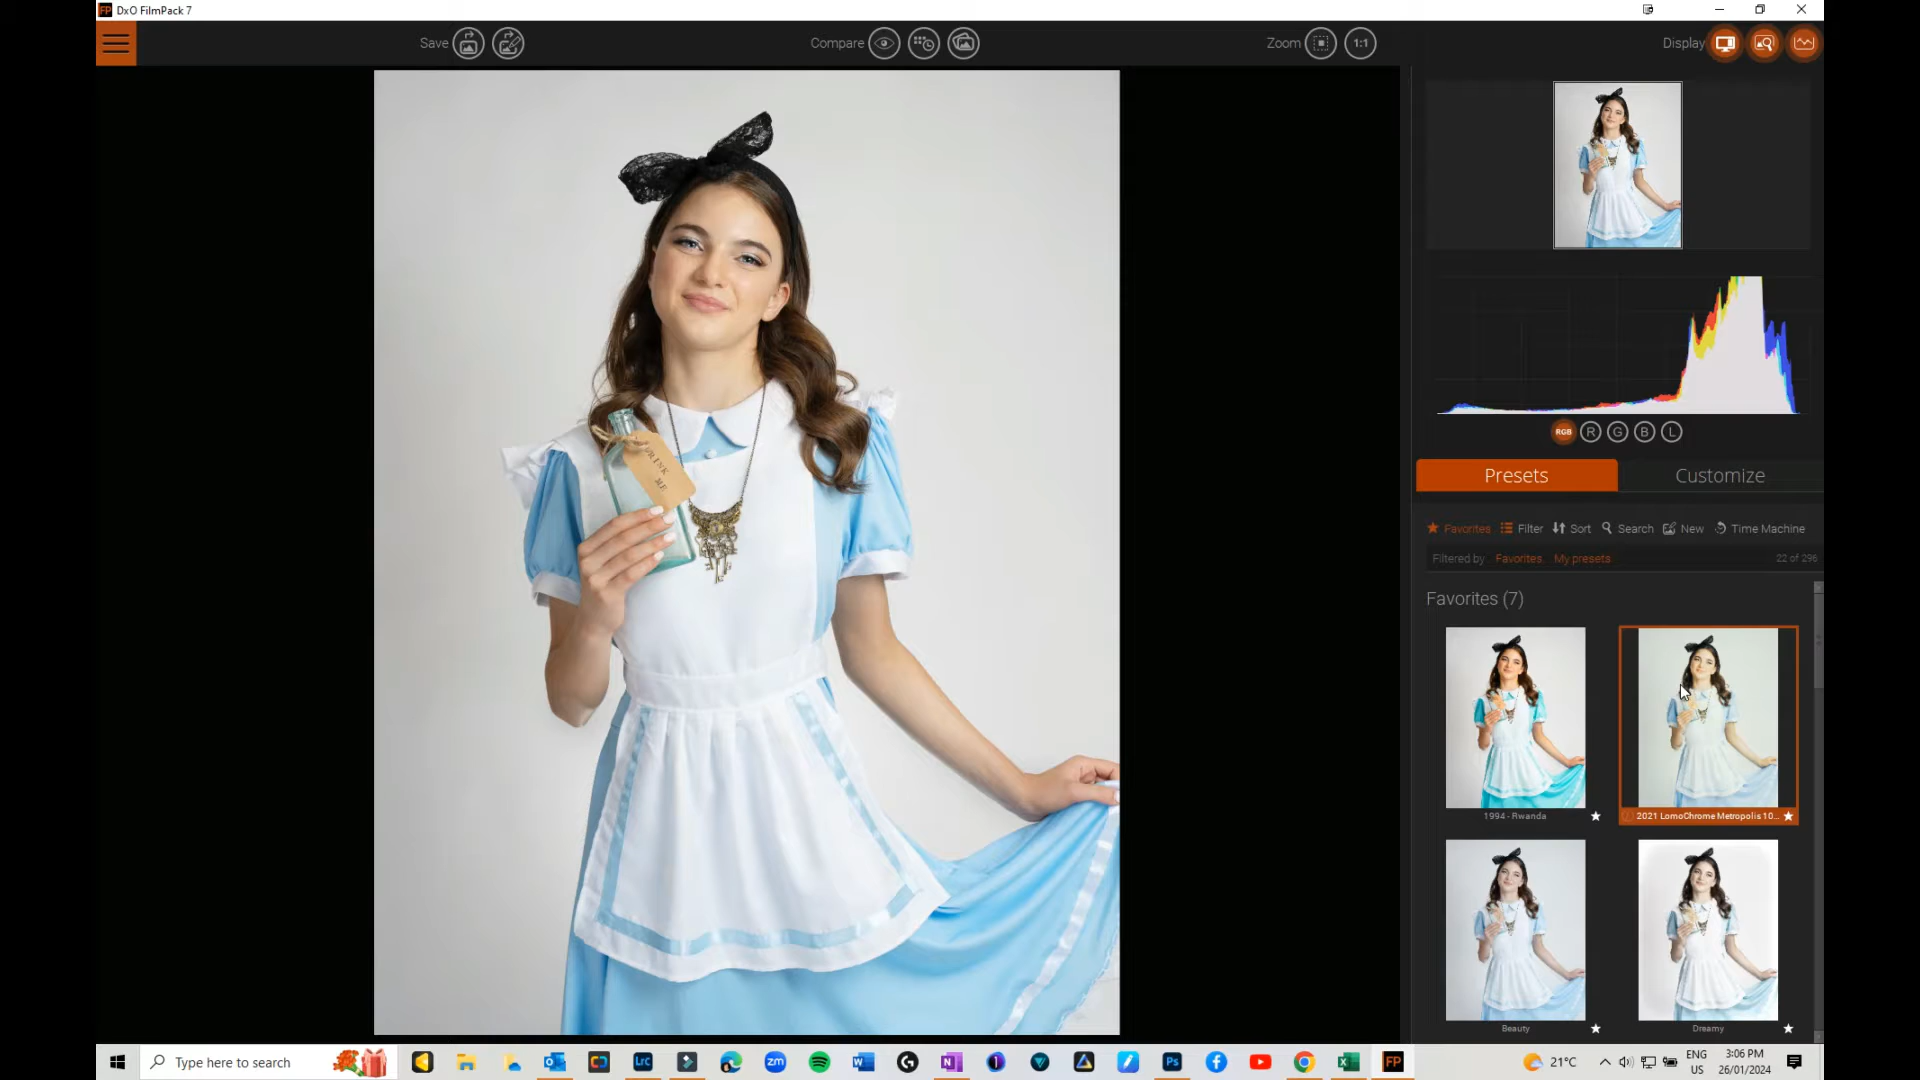 DxO FilmPack 7
Save
Compare
Zoom
1:1
Display
DRINK
ME
RGB
R
G
B
L
Presets
Customize
Favorites
Filter
Sort
Search
New
Time Machine
Filtered by Favorites My presets
22 of 296
Favorites (7)
1994 - Rwanda
2021 LomoChrome Metropolis 10...
Beauty
Dreamy
Type here to search
21°C
ENG
US
3:06 PM
26/01/2024